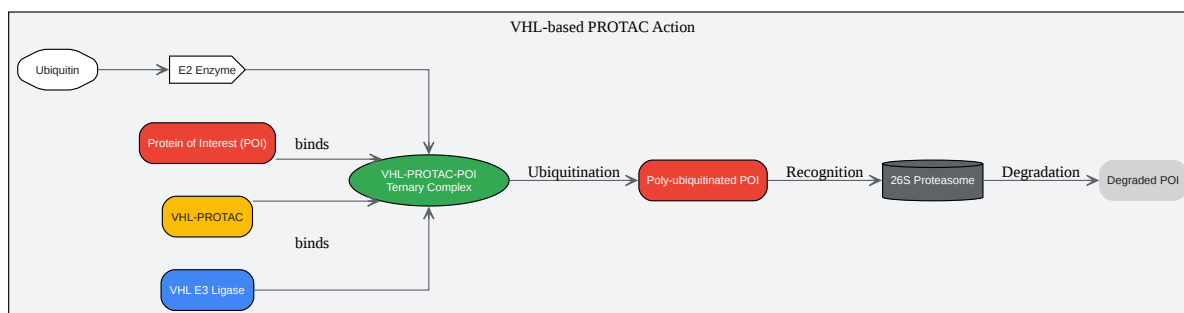 VHL-based PROTAC Action
Ubiquitin
E2 Enzyme
Protein of Interest (POI)
binds
VHL-PROTAC-POI
Ternary Complex
Ubiquitination
Poly-ubiquitinated POI
Recognition
26S Proteasome
Degradation
Degraded POI
VHL-PROTAC
binds
VHL E3 Ligase